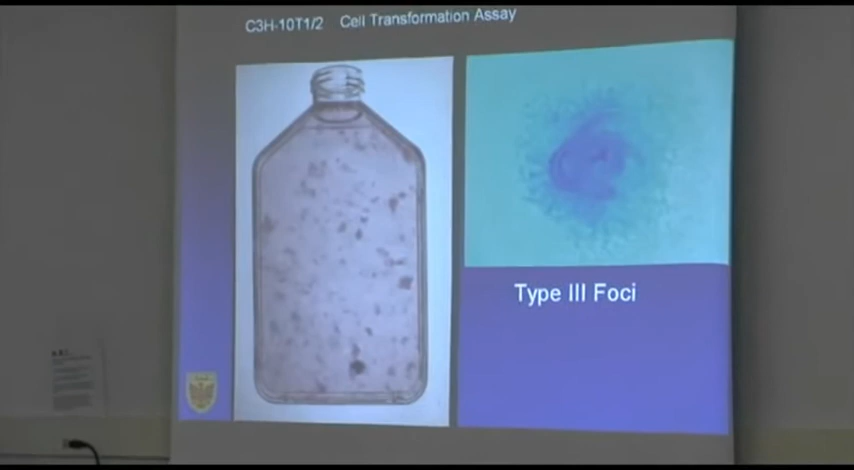 C3H-10T1/2 Cell Transformation Assay
Type III Foci